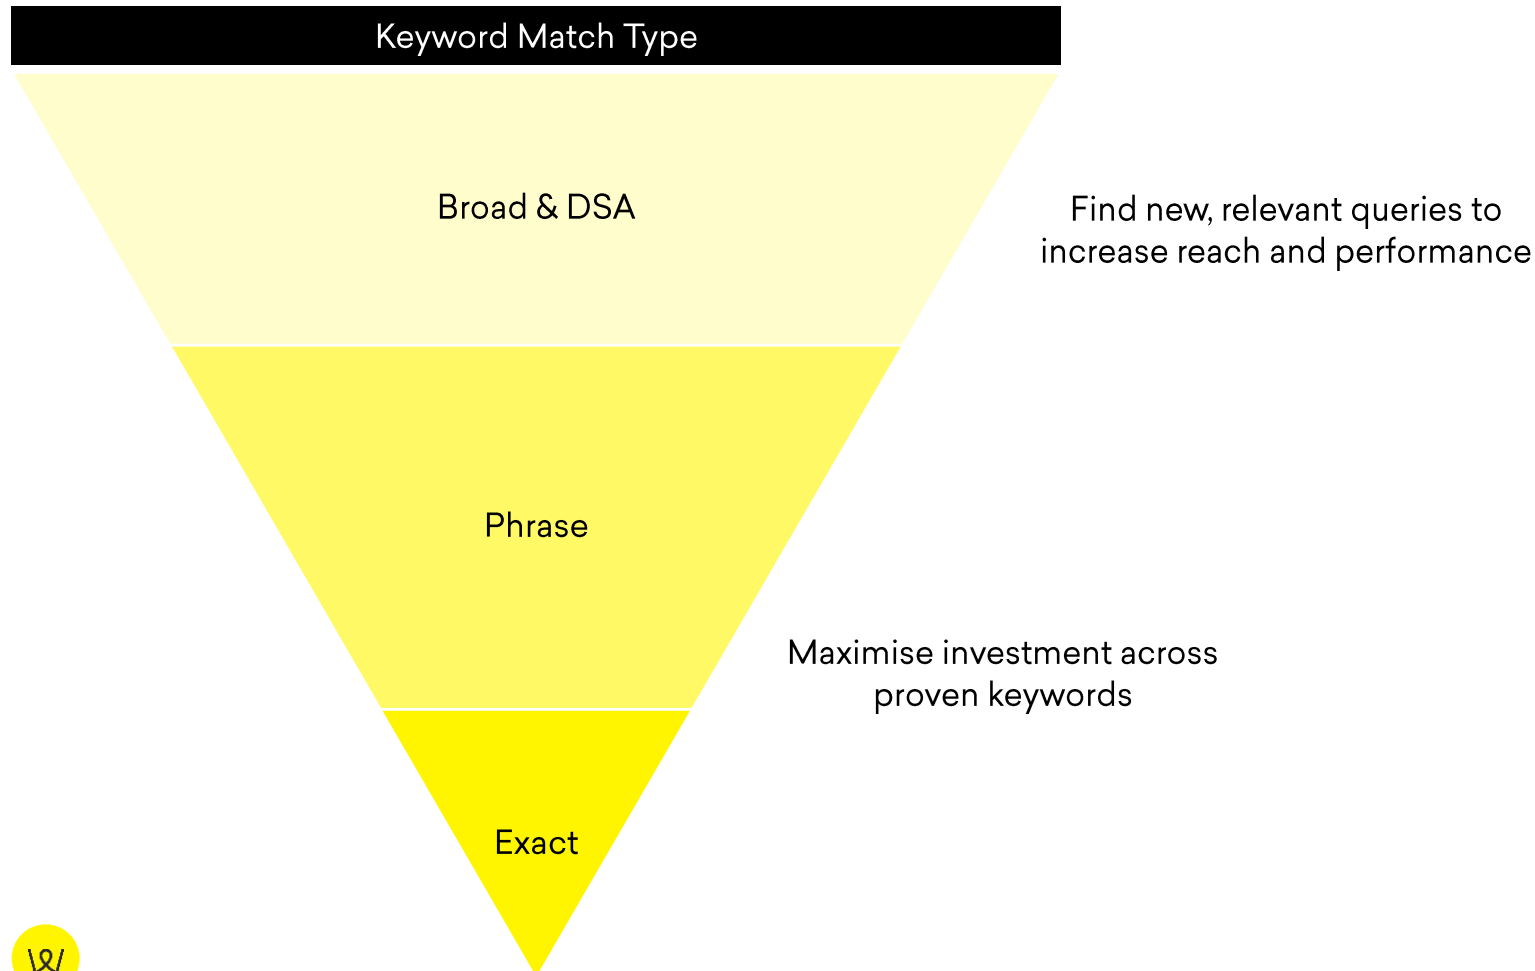 Keyword Match Type
Broad & DSA
Find new, relevant queries to
increase reach and performance
Phrase
Maximise investment across
proven keywords
Exact